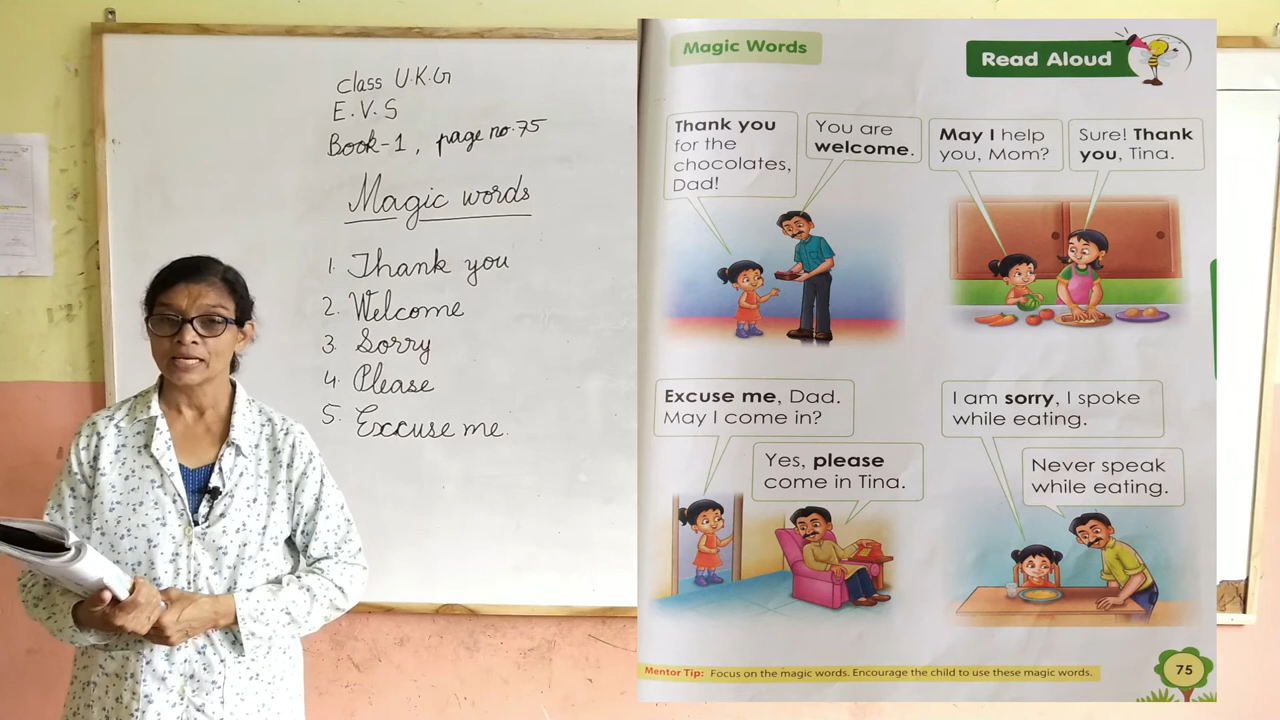 Class U.K.G
E.V.S
Book-1, page no.75
Magic words
1. Thank you
2. Welcome
3. Sorry
4. Please
5. Excuse me.
Magic Words
Read Aloud
Thank you
for the
chocolates,
Dad!
You are
welcome.
May I help
you, Mom?
Sure! Thank
you, Tina.
Excuse me, Dad.
May I come in?
Yes, please
come in Tina.
I am sorry, I spoke
while eating.
Never speak
while eating.
Mentor Tip: Focus on the magic words. Encourage the child to use these magic words.
75